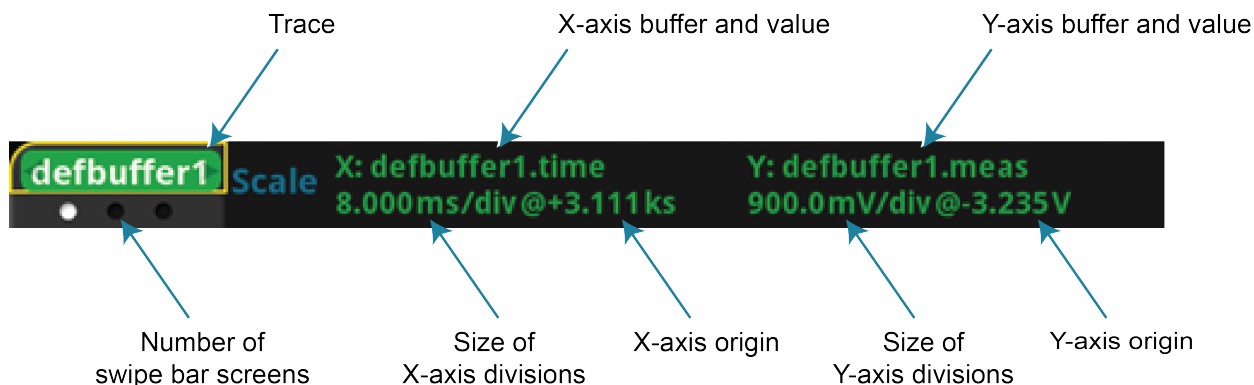 Trace
X-axis buffer and value
Y-axis buffer and value
defbuffer1
Scale
X: defbuffer1.time
8.000ms/div@+3.111ks
Y: defbuffer1.meas
900.0mV/div@-3.235V
Number of
swipe bar screens
Size of
X-axis divisions
X-axis origin
Size of
Y-axis divisions
Y-axis origin